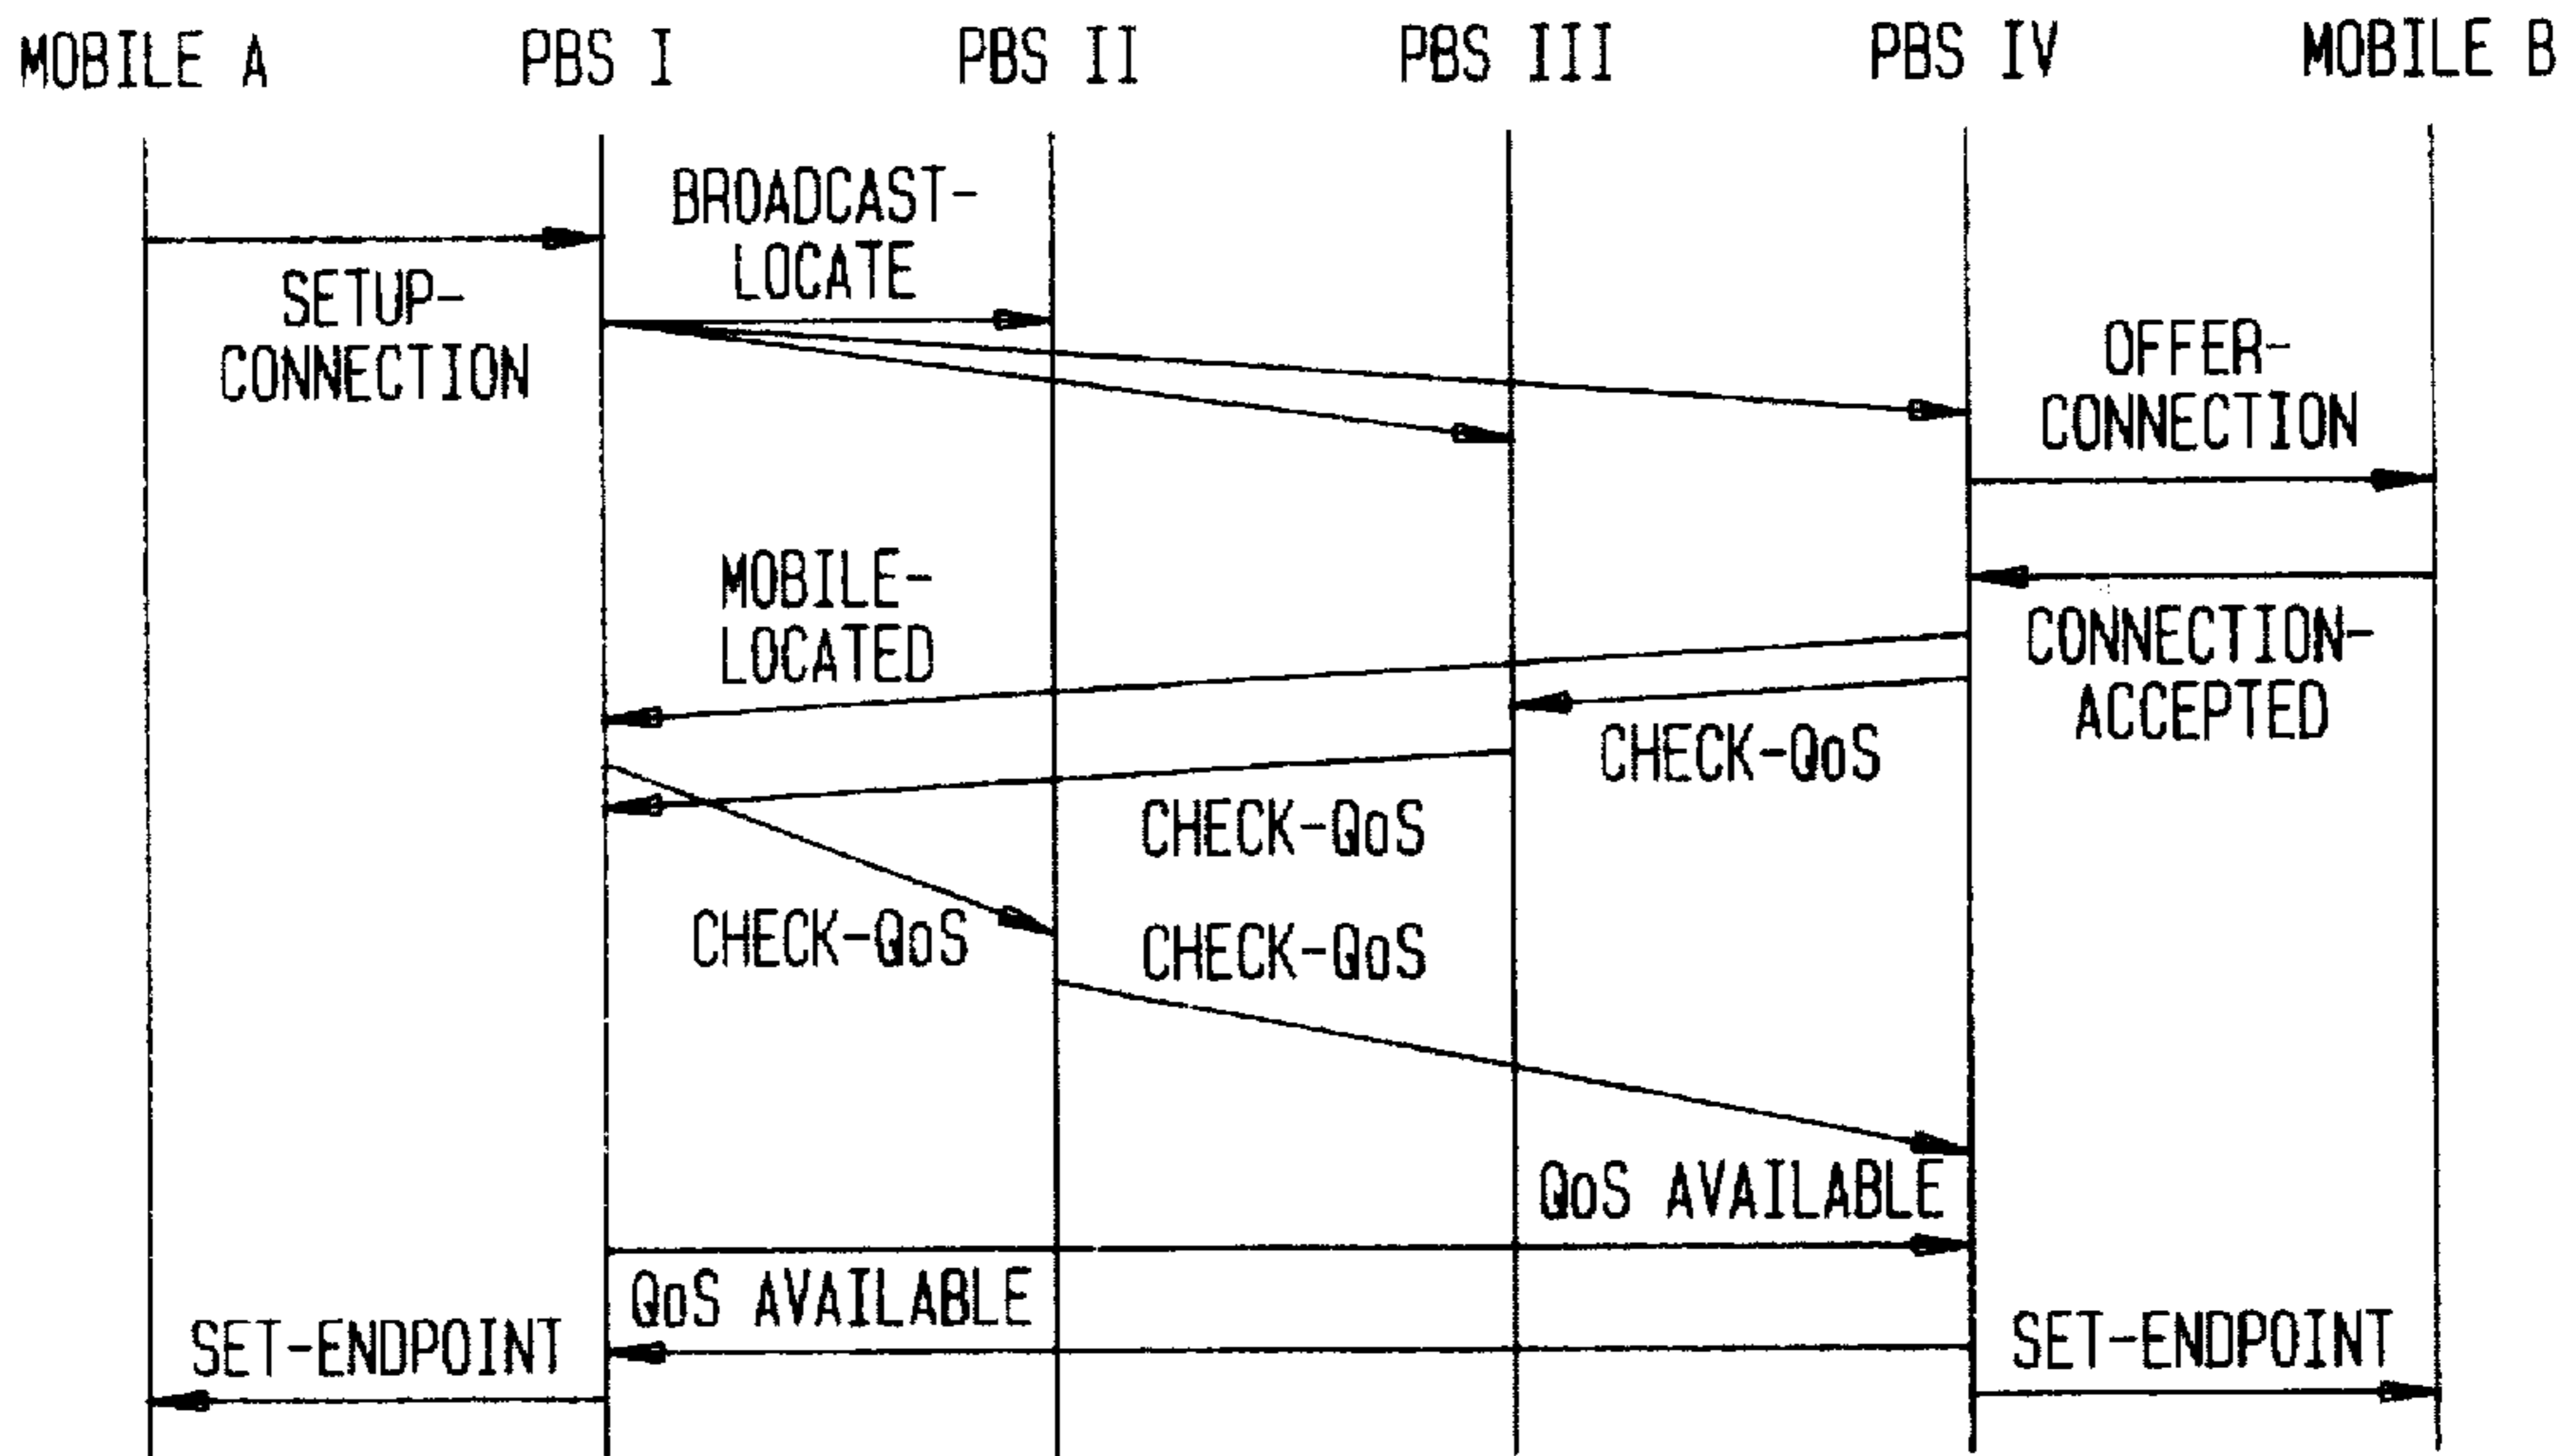 MOBILE A
PBS I
PBS II
PBS III
PBS IV
MOBILE B
BROADCAST-
LOCATE
SETUP-
CONNECTION
OFFER-
CONNECTION
MOBILE-
LOCATED
CONNECTION-
ACCEPTED
CHECK-QoS
CHECK-QoS
CHECK-QoS
CHECK-QoS
QoS AVAILABLE
QoS AVAILABLE
SET-ENDPOINT
SET-ENDPOINT